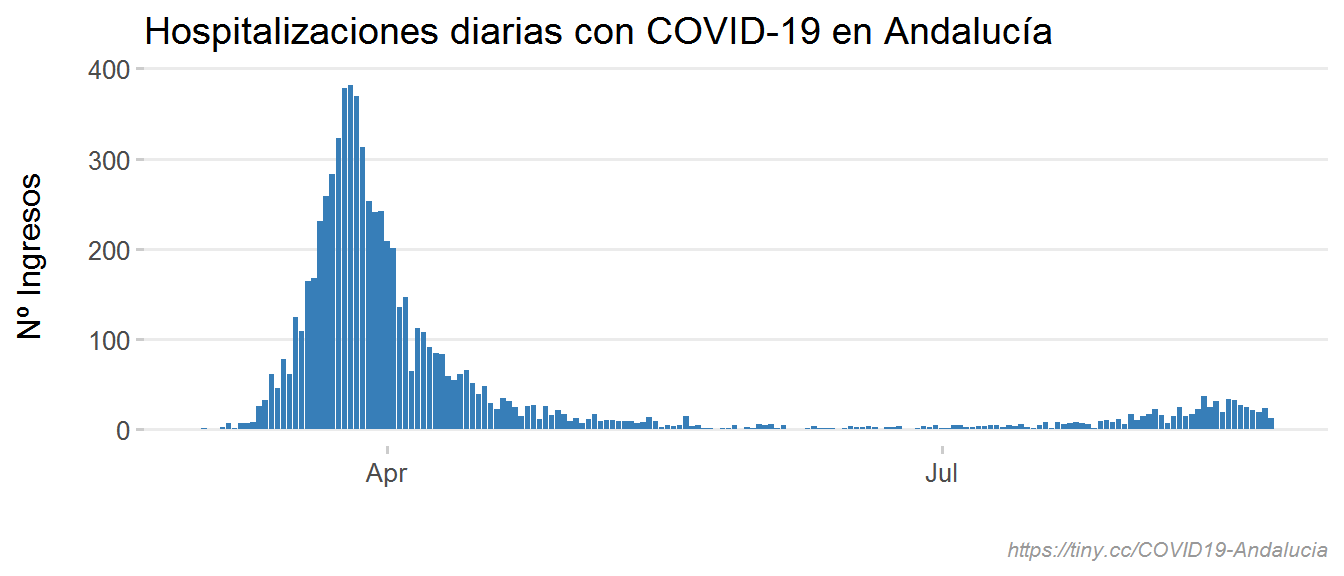 Hospitalizaciones diarias con COVID-19 en Andalucía
Nº Ingresos
400
300
200
100
0
Apr
Jul
https://tiny.cc/COVID19-Andalucia